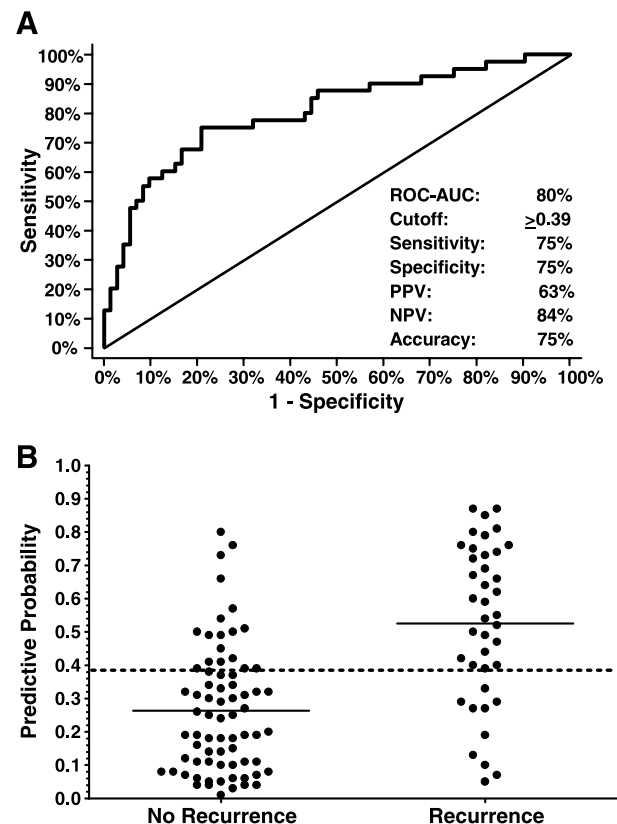 A
100%
90%
80%
70%
60%
50%
40%
30%
20%
10%
0%
Sensitivity
ROC-AUC: 80%
Cutoff: ≥0.39
Sensitivity: 75%
Specificity: 75%
PPV: 63%
NPV: 84%
Accuracy: 75%
0% 10% 20% 30% 40% 50% 60% 70% 80% 90% 100%
1 - Specificity
B
1.0
0.9
0.8
0.7
0.6
0.5
0.4
0.3
0.2
0.1
0.0
Predictive Probability
No Recurrence Recurrence